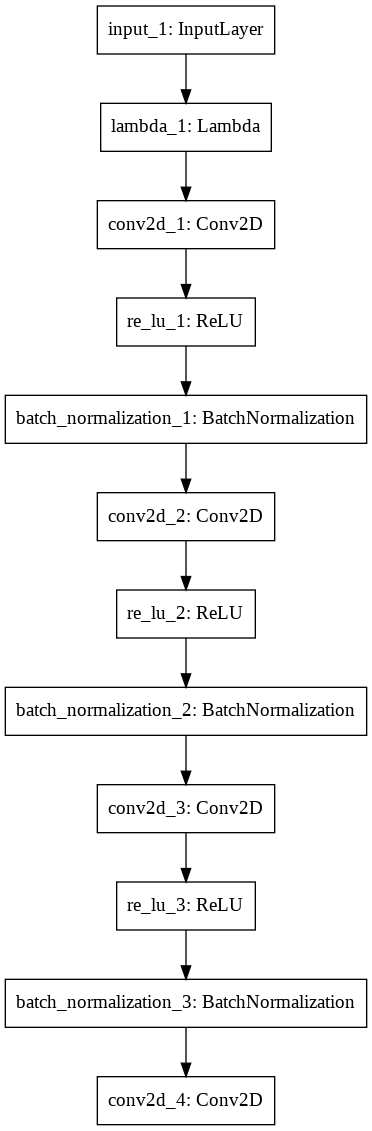 input_1: InputLayer
lambda_1: Lambda
conv2d_1: Conv2D
re_lu_1: ReLU
batch_normalization_1: BatchNormalization
conv2d_2: Conv2D
re_lu_2: ReLU
batch_normalization_2: BatchNormalization
conv2d_3: Conv2D
re_lu_3: ReLU
batch_normalization_3: BatchNormalization
conv2d_4: Conv2D